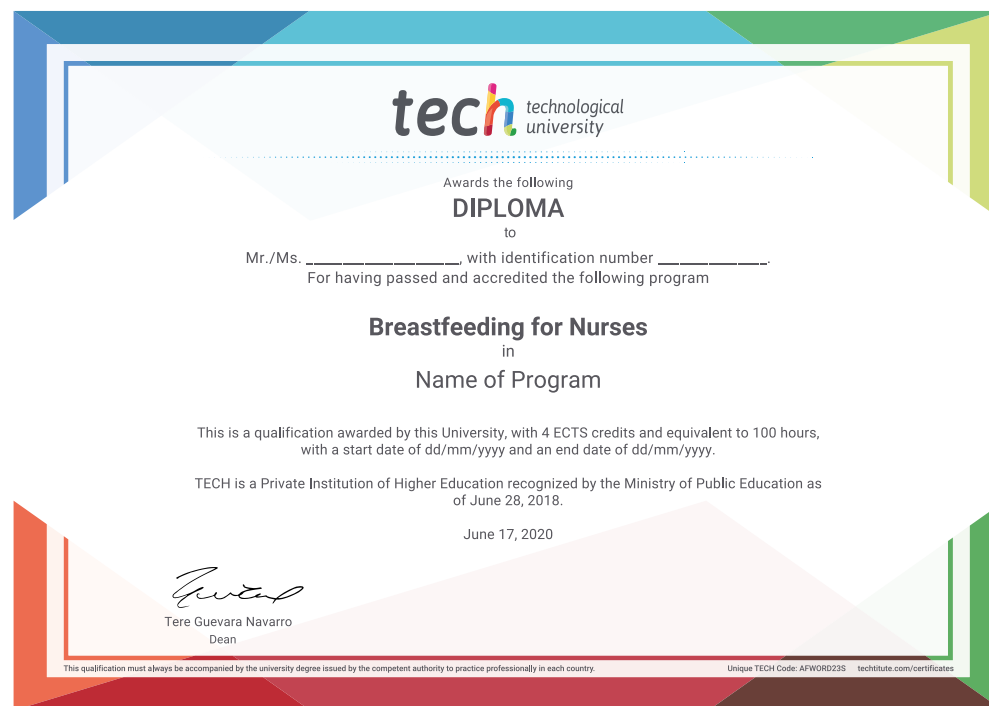 tech technological
university
Awards the following
DIPLOMA
to
Mr./Ms. ____________________, with identification number ______________.
For having passed and accredited the following program
Breastfeeding for Nurses
in
Name of Program
This is a qualification awarded by this University, with 4 ECTS credits and equivalent to 100 hours,
with a start date of dd/mm/yyyy and an end date of dd/mm/yyyy.
TECH is a Private Institution of Higher Education recognized by the Ministry of Public Education as
of June 28, 2018.
June 17, 2020
Tere Guevara Navarro
Dean
This qualification must always be accompanied by the university degree issued by the competent authority to practice professionally in each country. Unique TECH Code: AFWORD23S techtitute.com/certificates